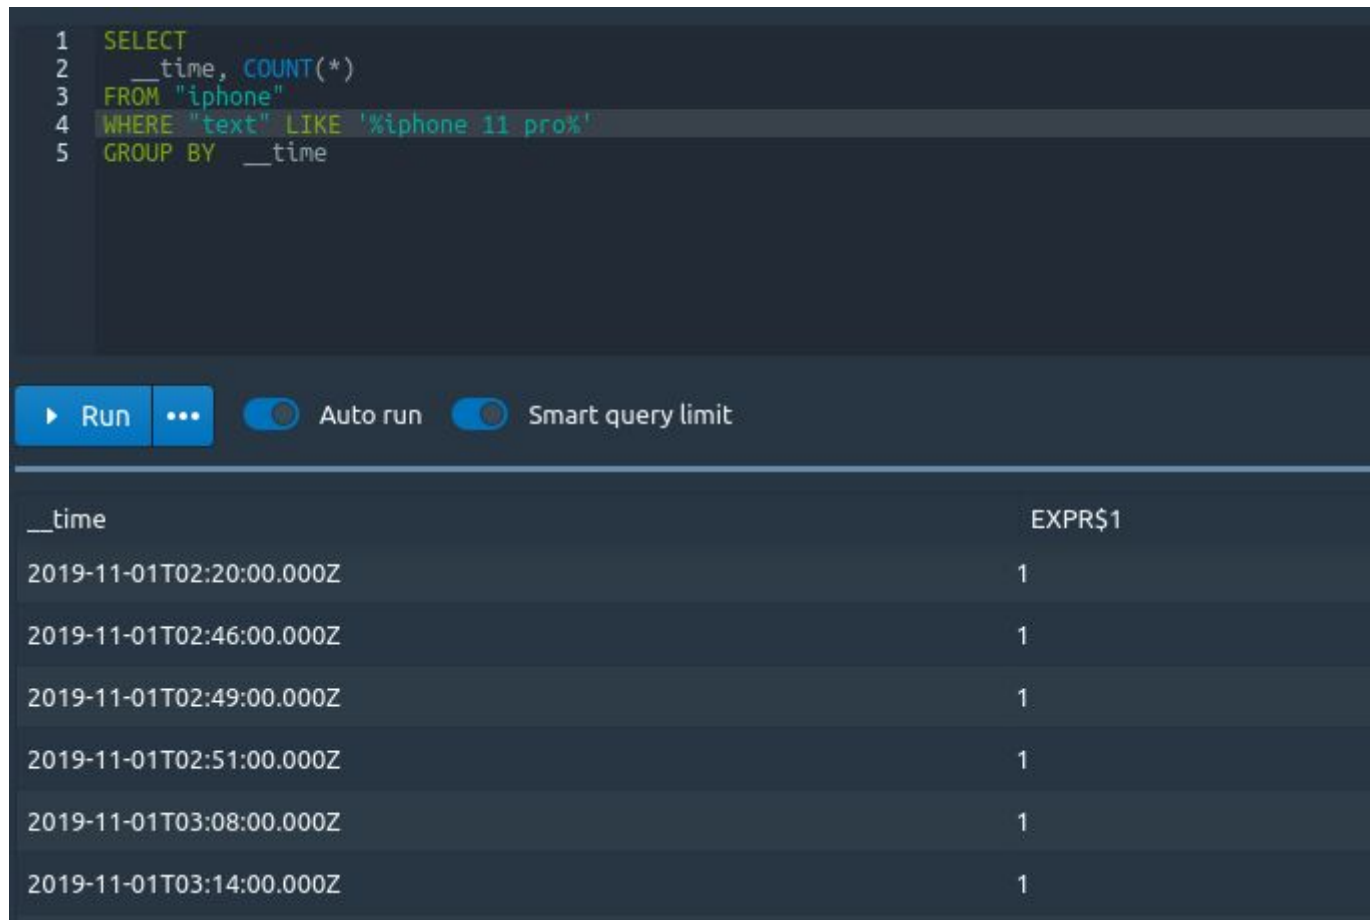 1 SELECT
2 __time, COUNT(*)
3 FROM "iphone"
4 WHERE "text" LIKE '%iphone 11 pro%'
5 GROUP BY __time
Run Auto run Smart query limit
__time EXPR$1
2019-11-01T02:20:00.000Z 1
2019-11-01T02:46:00.000Z 1
2019-11-01T02:49:00.000Z 1
2019-11-01T02:51:00.000Z 1
2019-11-01T03:08:00.000Z 1
2019-11-01T03:14:00.000Z 1